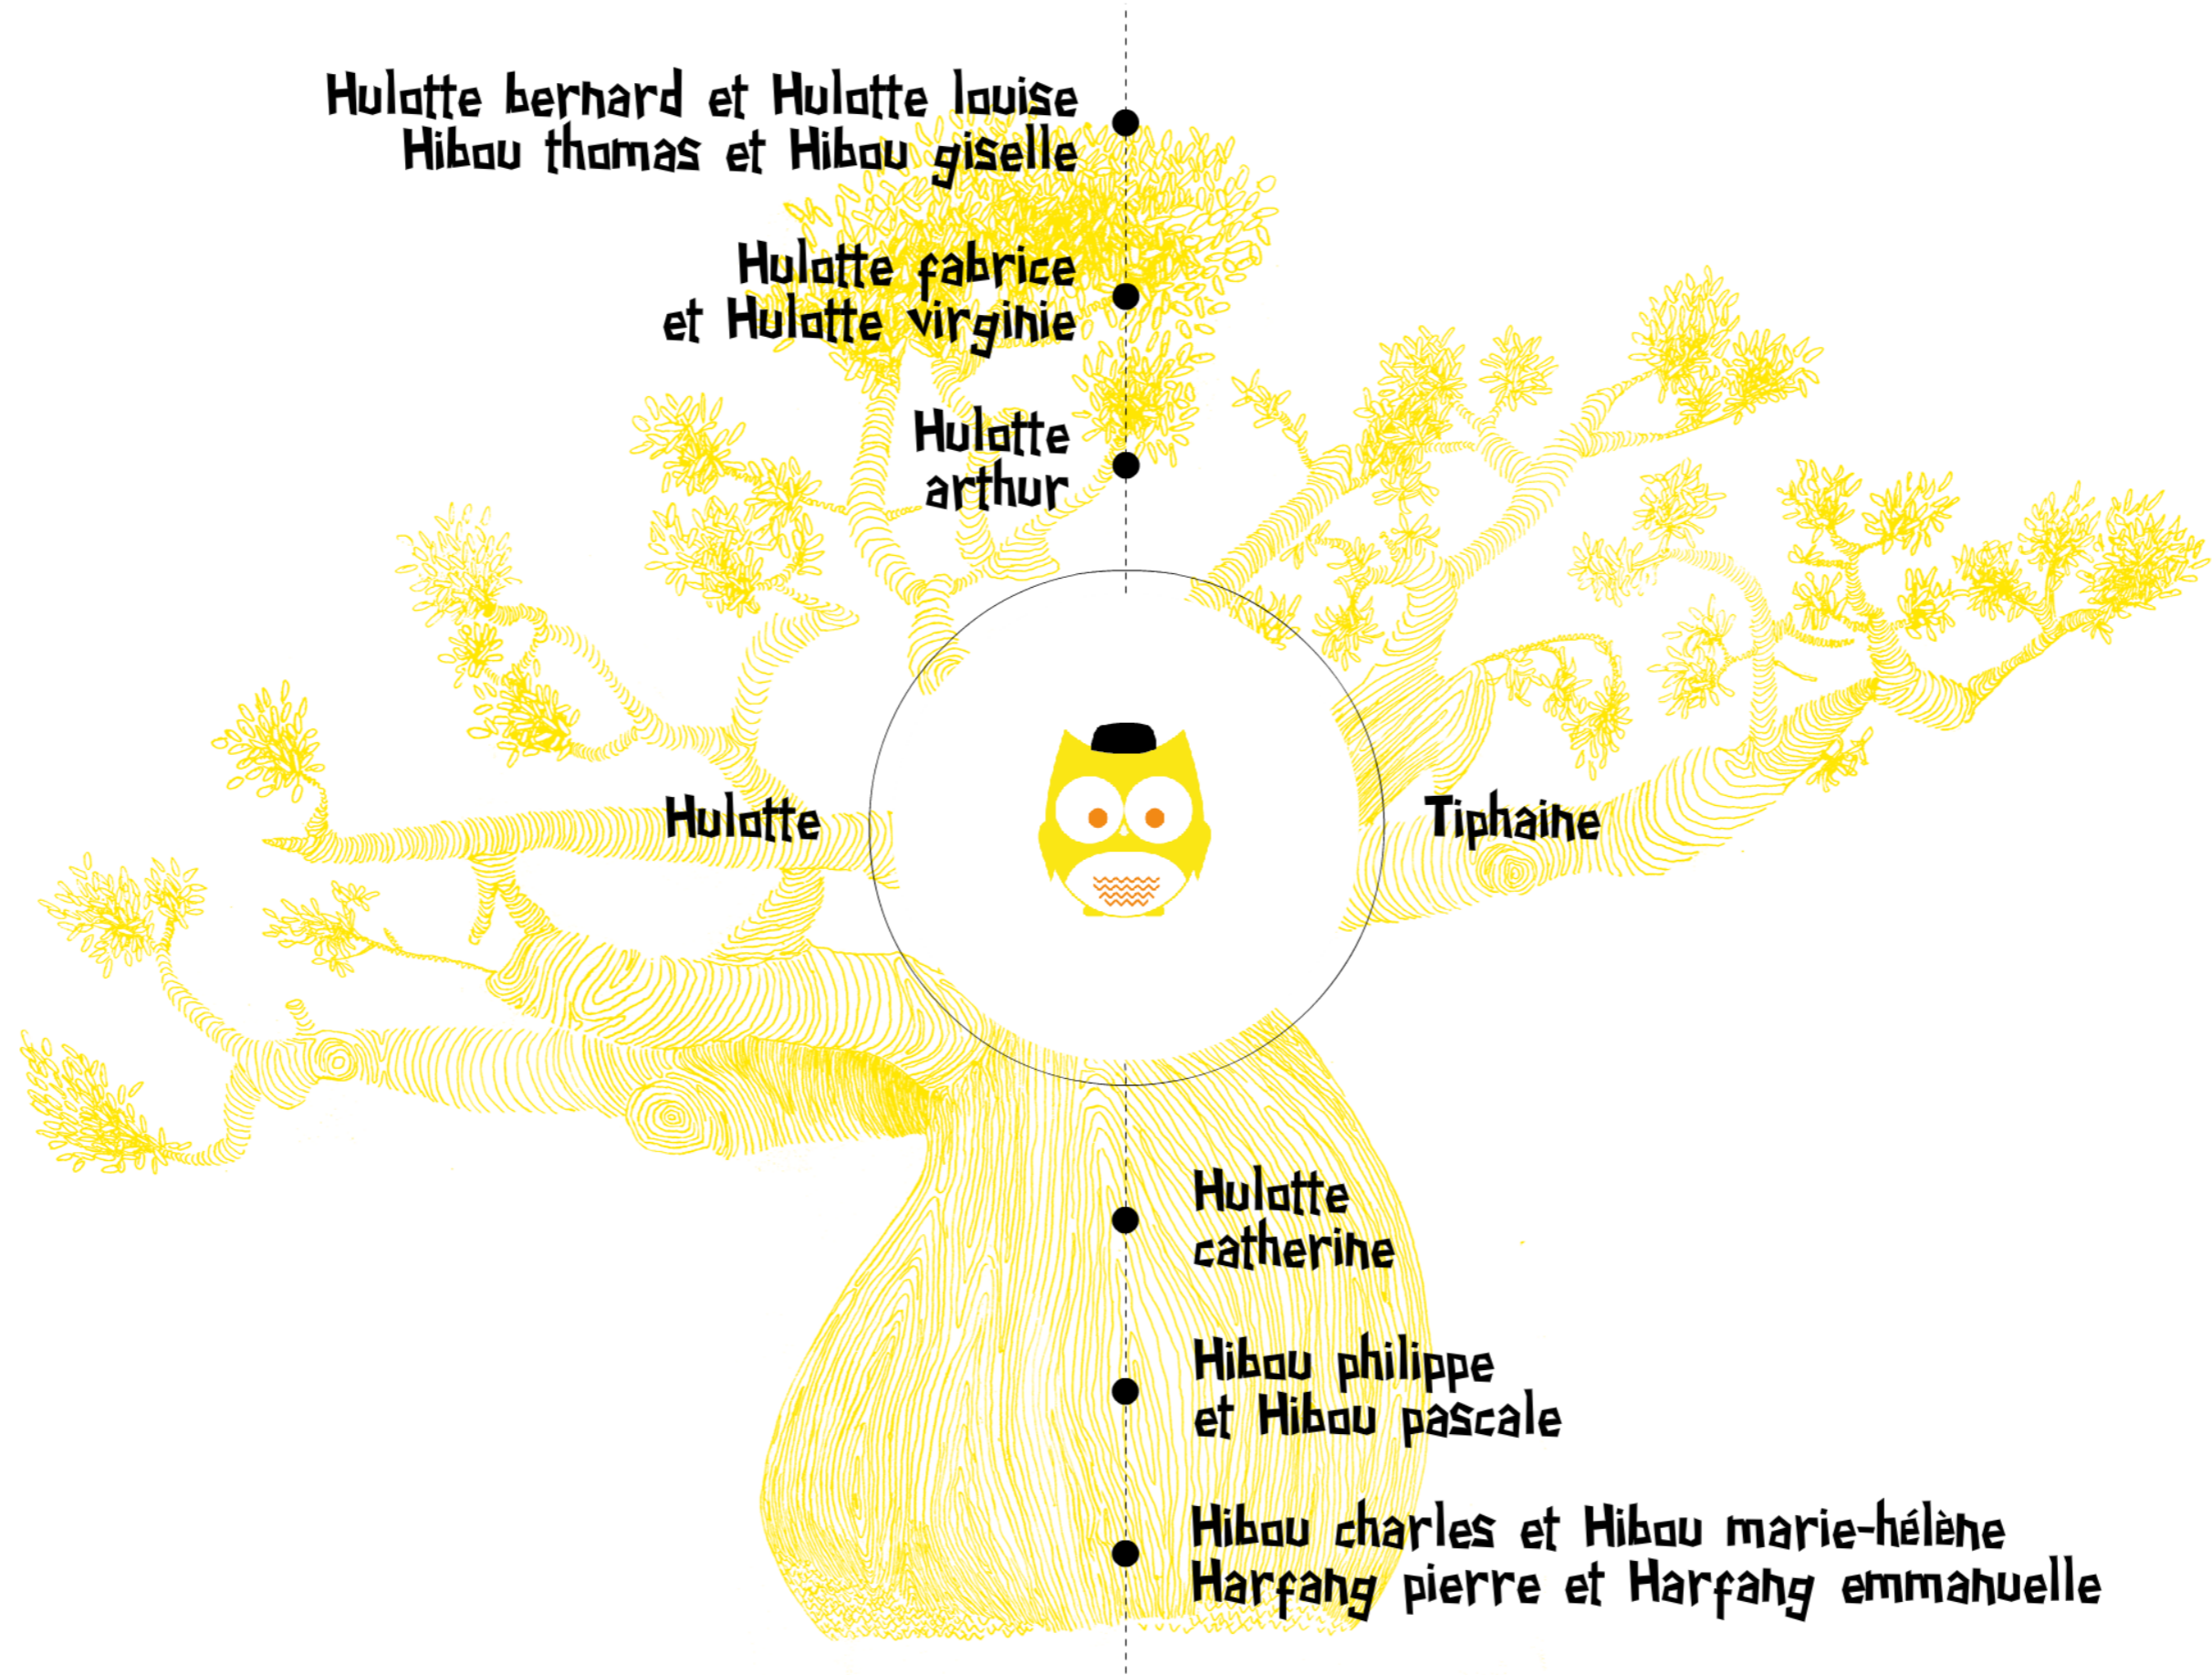 Hulotte bernard et Hulotte louise
Hibou thomas et Hibou giselle
Hulotte fabrice
et Hulotte virginie
Hulotte
arthur
Hulotte
Tiphaine
Hulotte
catherine
Hibou philippe
et Hibou pascale
Hibou charles et Hibou marie-hélène
Harfang pierre et Harfang emmanuelle